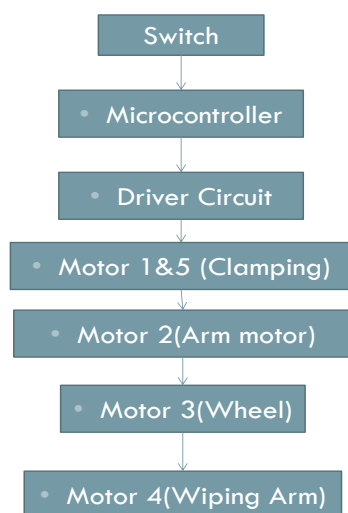 Switch
• Microcontroller
• Driver Circuit
• Motor 1&5 (Clamping)
• Motor 2(Arm motor)
• Motor 3(Wheel)
• Motor 4(Wiping Arm)